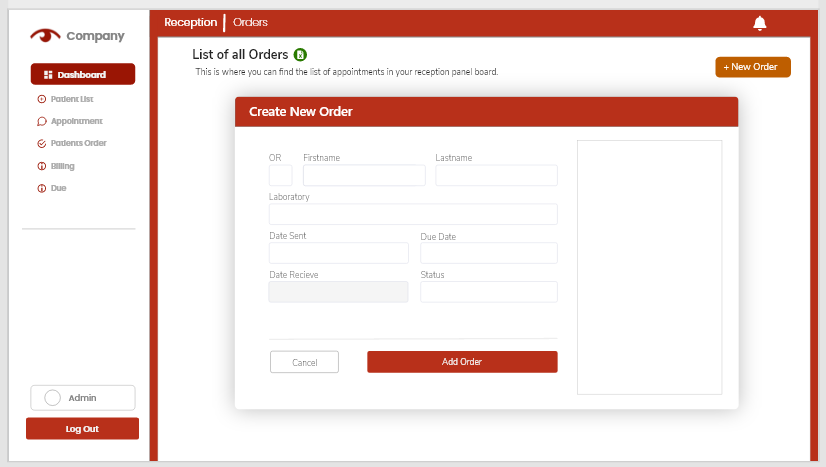 Company
Dashboard
Patient List
Appointment
Patients Order
Billing
Due
Admin
Log Out
Reception | Orders
List of all Orders
This is where you can find the list of appointments in your reception panel board.
+ New Order
Create New Order
OR Firstname Lastname
Laboratory
Date Sent Due Date
Date Recieve Status
Cancel Add Order